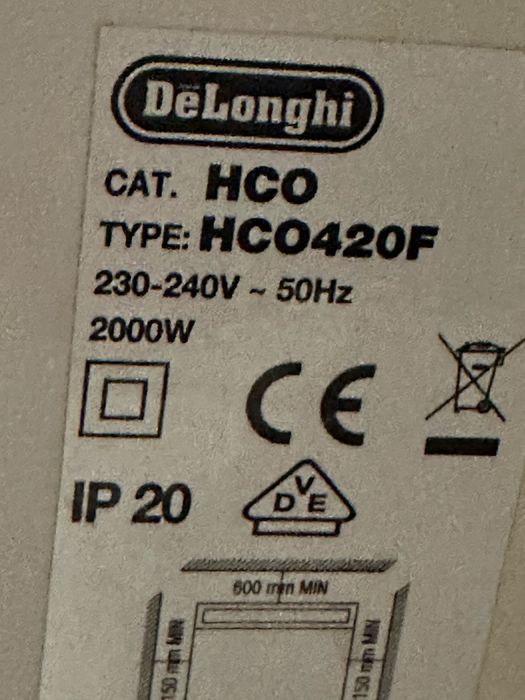 DeLonghi
CAT. HCO
TYPE: HCO420F
230-240V ~ 50Hz
2000W
CE
IP 20
DVE
600 mm MIN
150 mm MIN
150 mm MIN